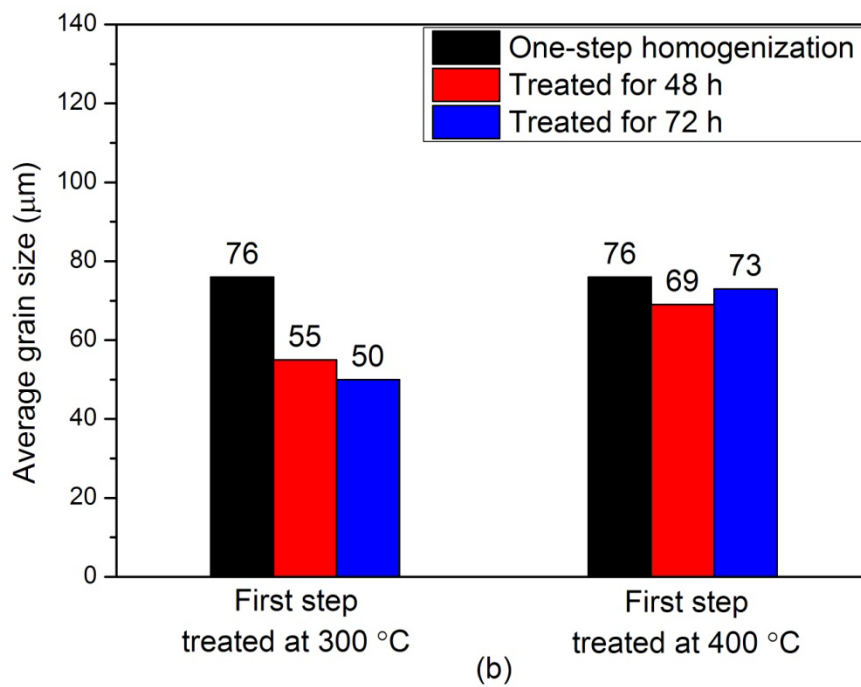 140
120
100
80
60
40
20
0
Average grain size (μm)
One-step homogenization
Treated for 48 h
Treated for 72 h
76
55
50
76
69
73
First step
treated at 300 °C
First step
treated at 400 °C
(b)